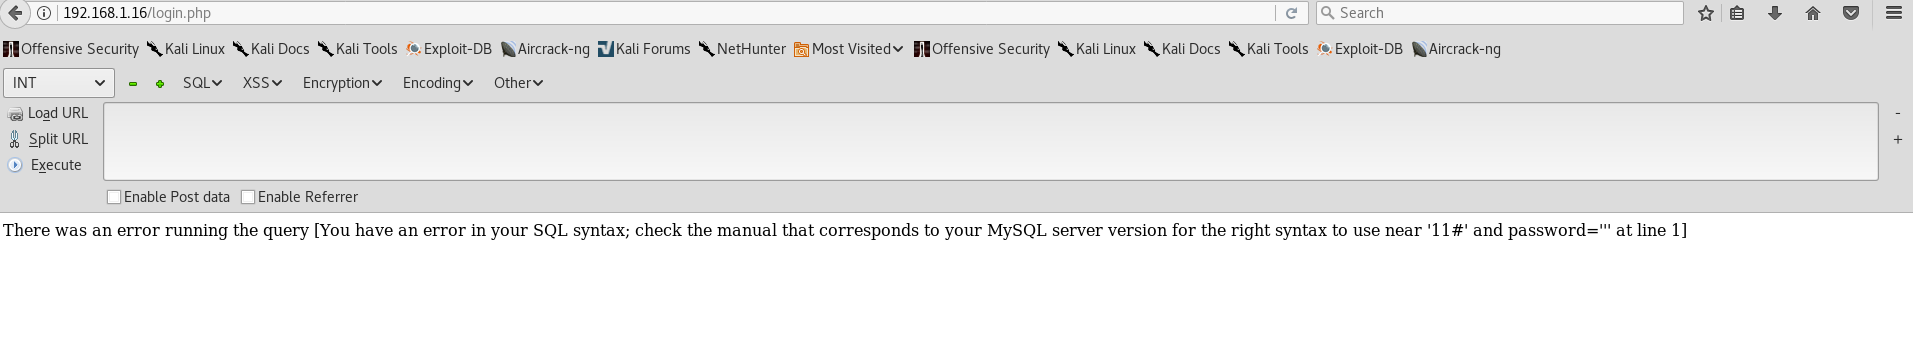 192.168.1.16/login.php Search
Offensive Security Kali Linux Kali Docs Kali Tools Exploit-DB Aircrack-ng Kali Forums NetHunter Most Visited Offensive Security Kali Linux Kali Docs Kali Tools Exploit-DB Aircrack-ng
INT SQL XSS Encryption Encoding Other
Load URL -
Split URL +
Execute
Enable Post data Enable Referrer
There was an error running the query [You have an error in your SQL syntax; check the manual that corresponds to your MySQL server version for the right syntax to use near '11#' and password=''' at line 1]